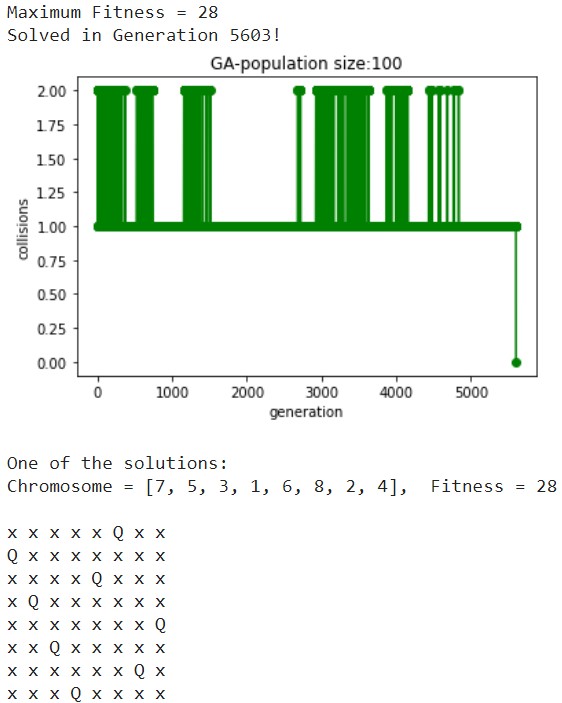 Maximum Fitness = 28
Solved in Generation 5603!
GA-population size:100
2.00
1.75
1.50
1.25
1.00
0.75
0.50
0.25
0.00
collisions
0 1000 2000 3000 4000 5000
generation
One of the solutions:
Chromosome = [7, 5, 3, 1, 6, 8, 2, 4],  Fitness = 28
x x x x x Q x x
Q x x x x x x x
x x x x Q x x x
x Q x x x x x x
x x x x x x x Q
x x Q x x x x x
x x x x x x Q x
x x x Q x x x x